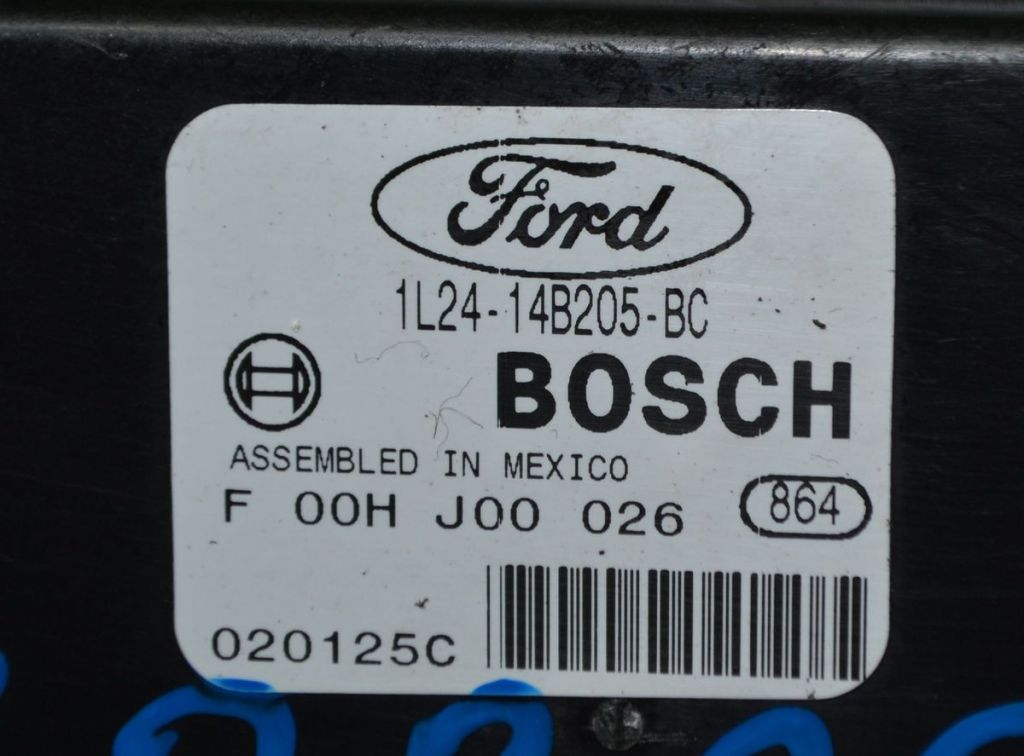 Ford
1L24-14B205-BC
BOSCH
ASSEMBLED IN MEXICO
F 00H J00 026 864
020125C